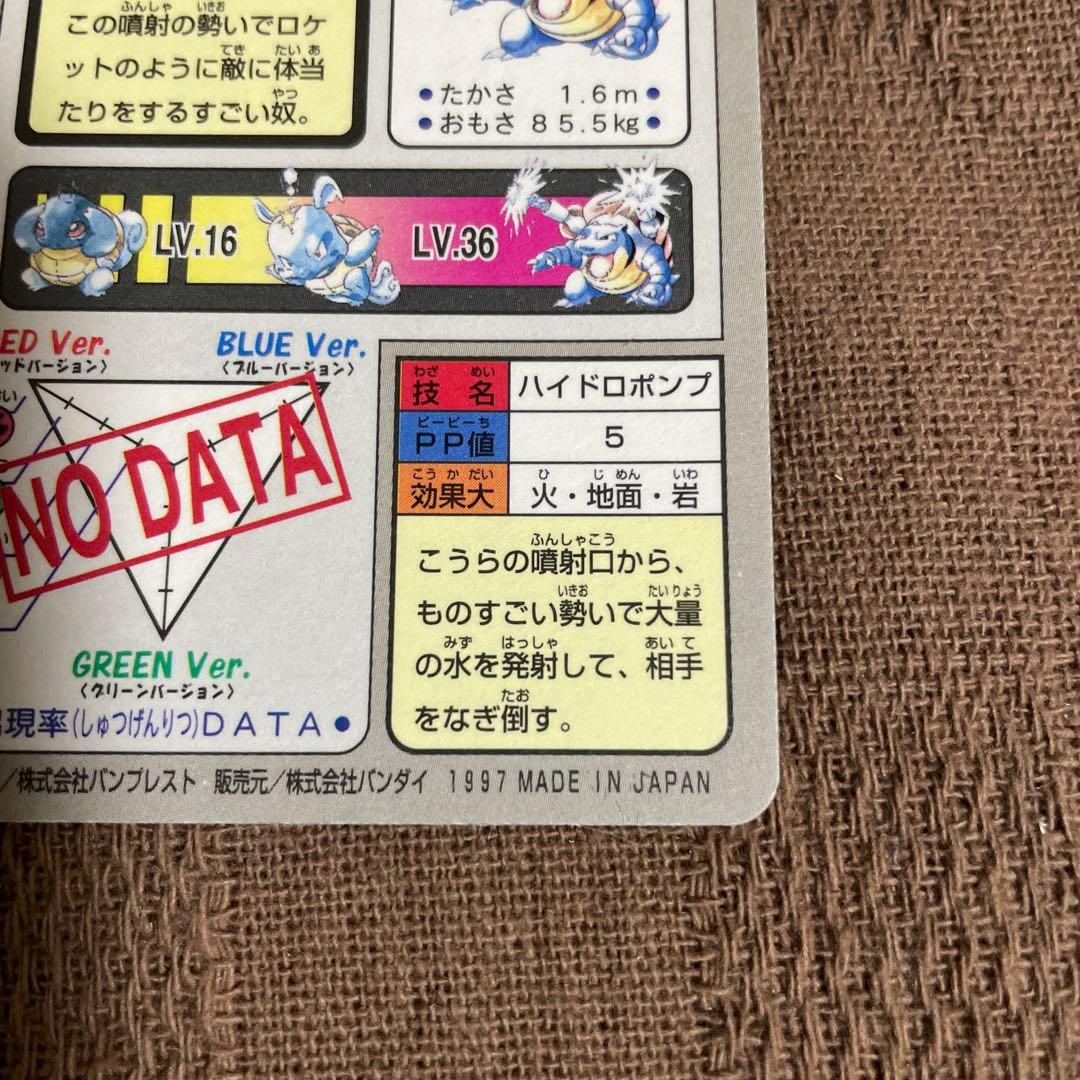 この噴射の勢いでロケ
ットのように敵に体当
たりをするすごい奴。
●たかさ 1.6m●
●おもさ 85.5kg●
LV.16
LV.36
ED Ver.
ッドバージョン〉
BLUE Ver.
〈ブルーバージョン〉
NO DATA
GREEN Ver.
〈グリーンバージョン〉
現率(しゅつげんりつ)DATA●
技名 ハイドロポンプ
PP値 5
効果大 火・地面・岩
こうらの噴射口から、
ものすごい勢いで大量
の水を発射して、相手
をなぎ倒す。
／株式会社バンプレスト 販売元／株式会社バンダイ 1997 MADE IN JAPAN